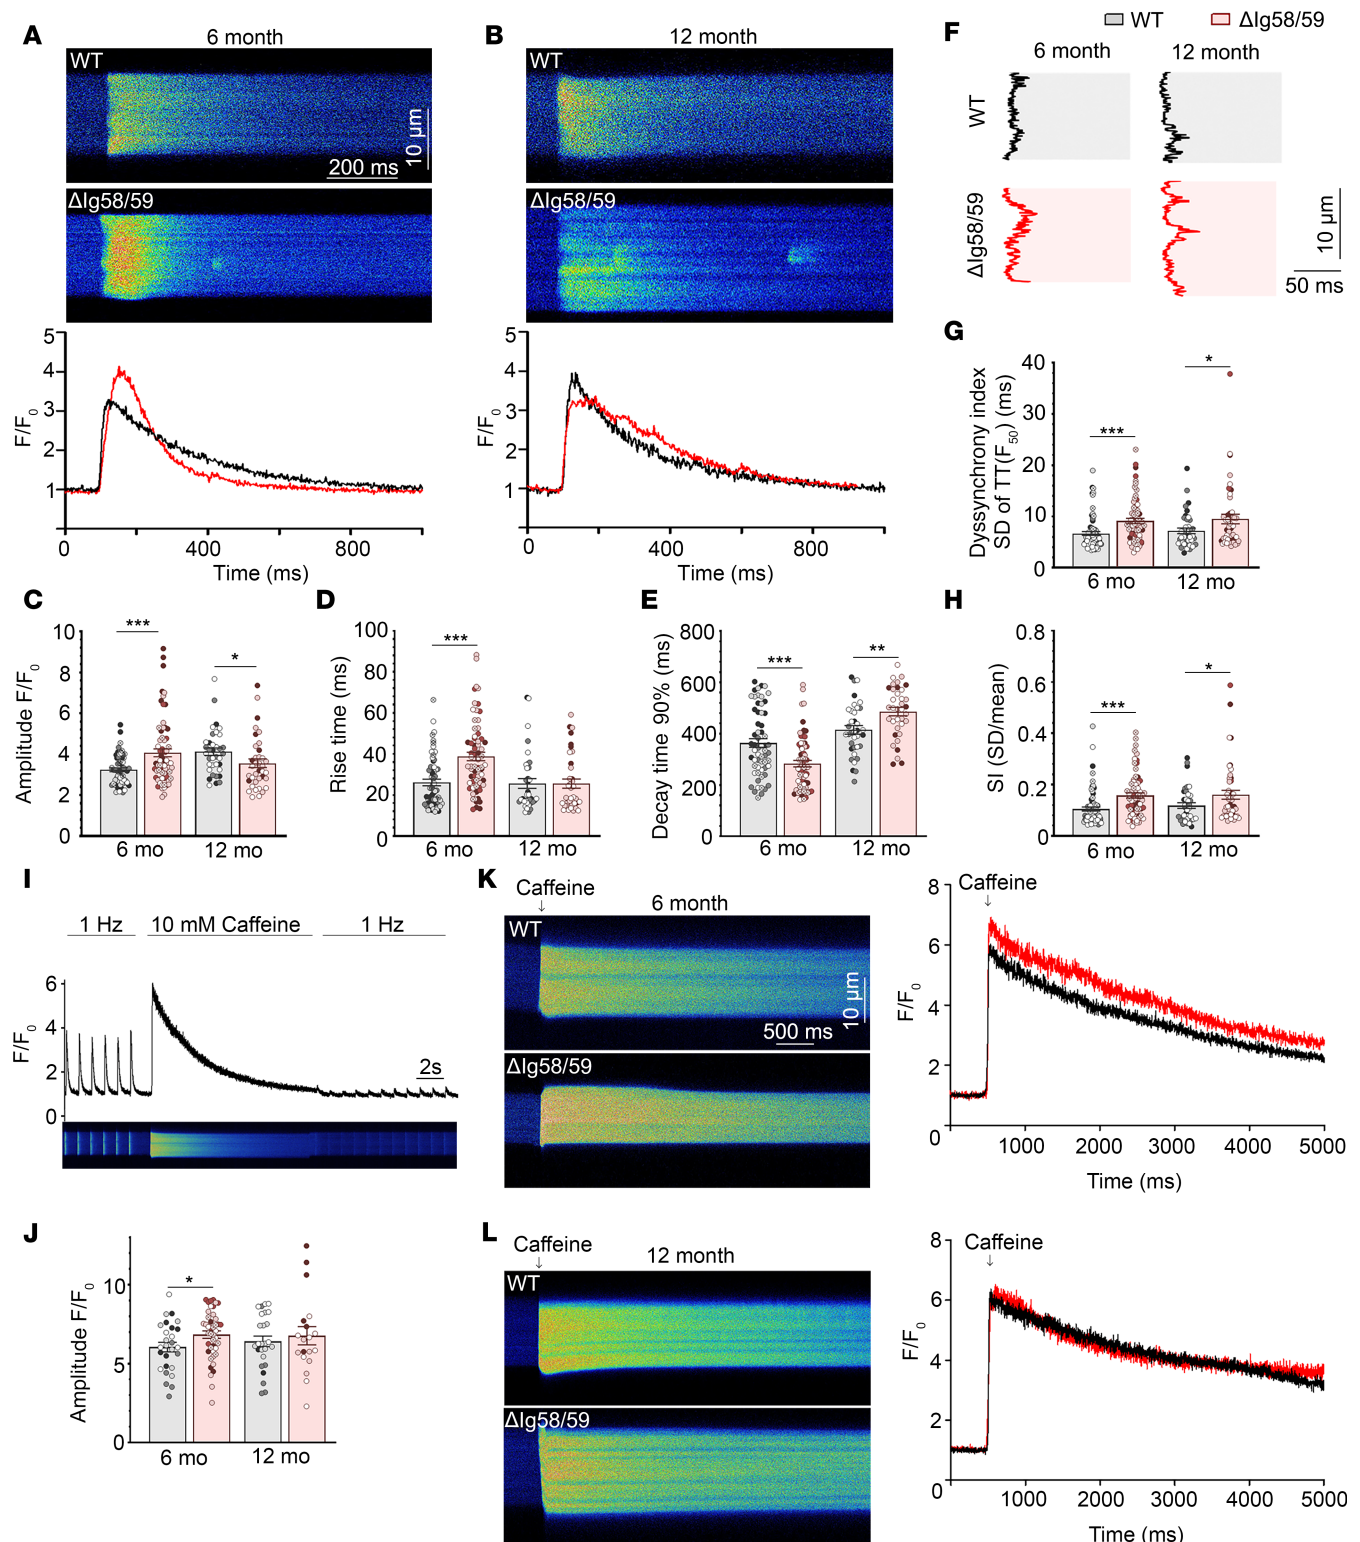 A
6 month
WT
10 µm
200 ms
ΔIg58/59
5
4
3
2
1
F/F0
0
400
800
Time (ms)
B
12 month
WT
ΔIg58/59
5
4
3
2
1
F/F0
0
400
800
Time (ms)
WT
ΔIg58/59
F
6 month
12 month
WT
ΔIg58/59
10 µm
50 ms
G
Dyssynchrony index
SD of TT(F50) (ms)
40
30
20
10
0
***
*
6 mo
12 mo
C
Amplitude F/F0
10
8
6
4
2
0
***
*
6 mo
12 mo
D
Rise time (ms)
100
80
60
40
20
0
***
6 mo
12 mo
E
Decay time 90% (ms)
800
600
400
200
0
***
**
6 mo
12 mo
H
SI (SD/mean)
0.8
0.6
0.4
0.2
0
***
*
6 mo
12 mo
I
1 Hz
10 mM Caffeine
1 Hz
F/F0
6
4
2
0
2s
K
Caffeine
6 month
WT
10 µm
500 ms
ΔIg58/59
F/F0
8
6
4
2
0
Caffeine
1000
2000
3000
4000
5000
Time (ms)
J
Amplitude F/F0
10
5
0
*
6 mo
12 mo
L
Caffeine
12 month
WT
ΔIg58/59
F/F0
8
6
4
2
0
Caffeine
1000
2000
3000
4000
5000
Time (ms)